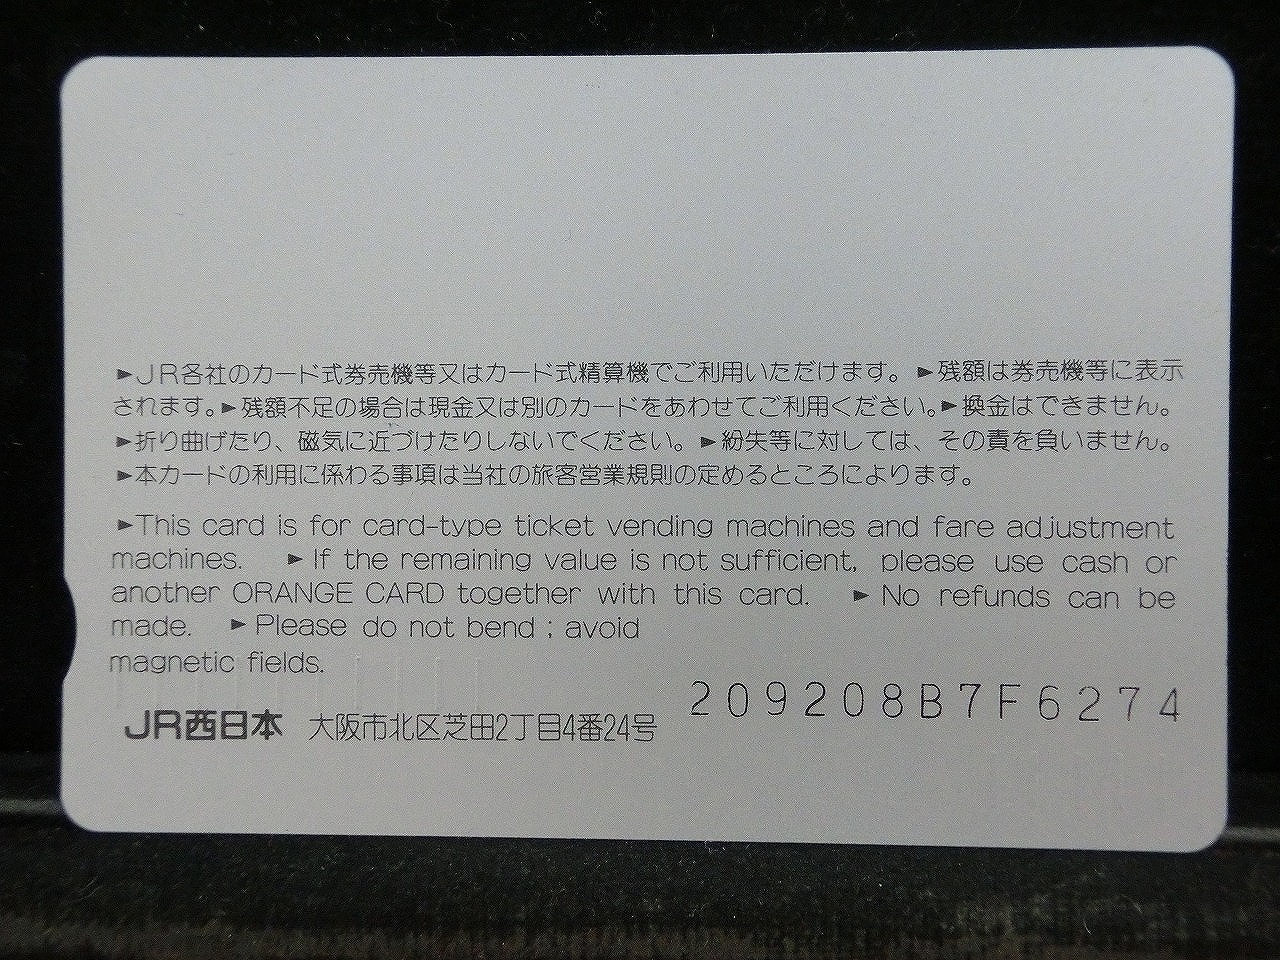 ►JR各社のカード式券売機等又はカード式精算機でご利用いただけます。►残額は券売機等に表示
されます。►残額不足の場合は現金又は別のカードをあわせてご利用ください。►換金はできません。
►折り曲げたり、磁気に近づけたりしないでください。►紛失等に対しては、その責を負いません。
►本カードの利用に係わる事項は当社の旅客営業規則の定めるところによります。
►This card is for card-type ticket vending machines and fare adjustment
machines. ►If the remaining value is not sufficient, please use cash or
another ORANGE CARD together with this card. ►No refunds can be
made. ►Please do not bend ; avoid
magnetic fields.
209208B7F6274
JR西日本 大阪市北区芝田2丁目4番24号